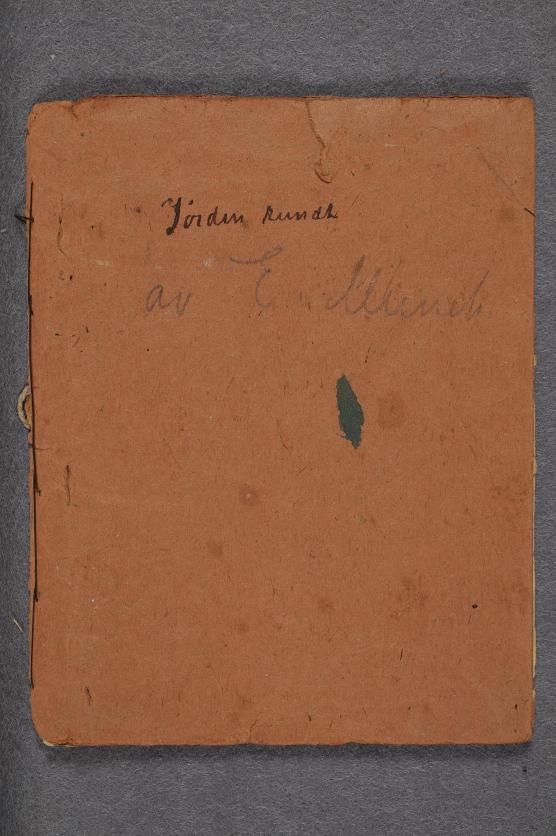 Jorden rundt
av E. Munch